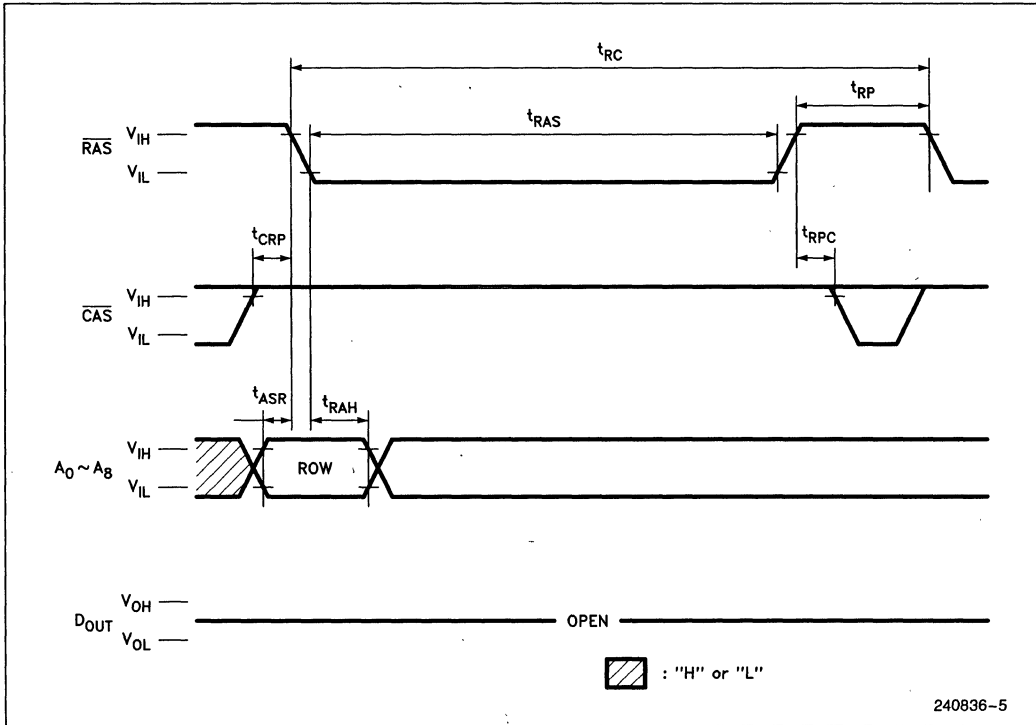 tRC
tRP
tRAS
RAS
VIH
VIL
tCRP
tRPC
CAS
VIH
VIL
tASR
tRAH
A0 ~ A8
VIH
VIL
ROW
DOUT
VOH
VOL
OPEN
: "H" or "L"
240836-5